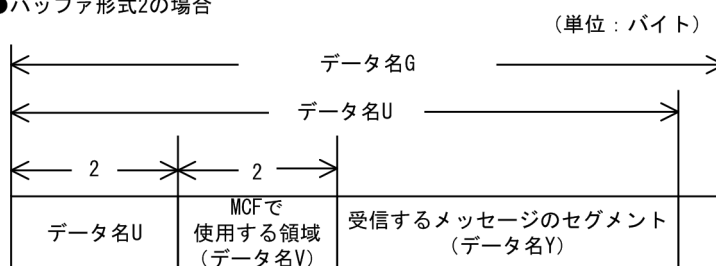 ●バッファ形式2の場合
(単位：バイト)
データ名G
データ名U
2
2
データ名U
MCFで
使用する領域
(データ名V)
受信するメッセージのセグメント
(データ名Y)